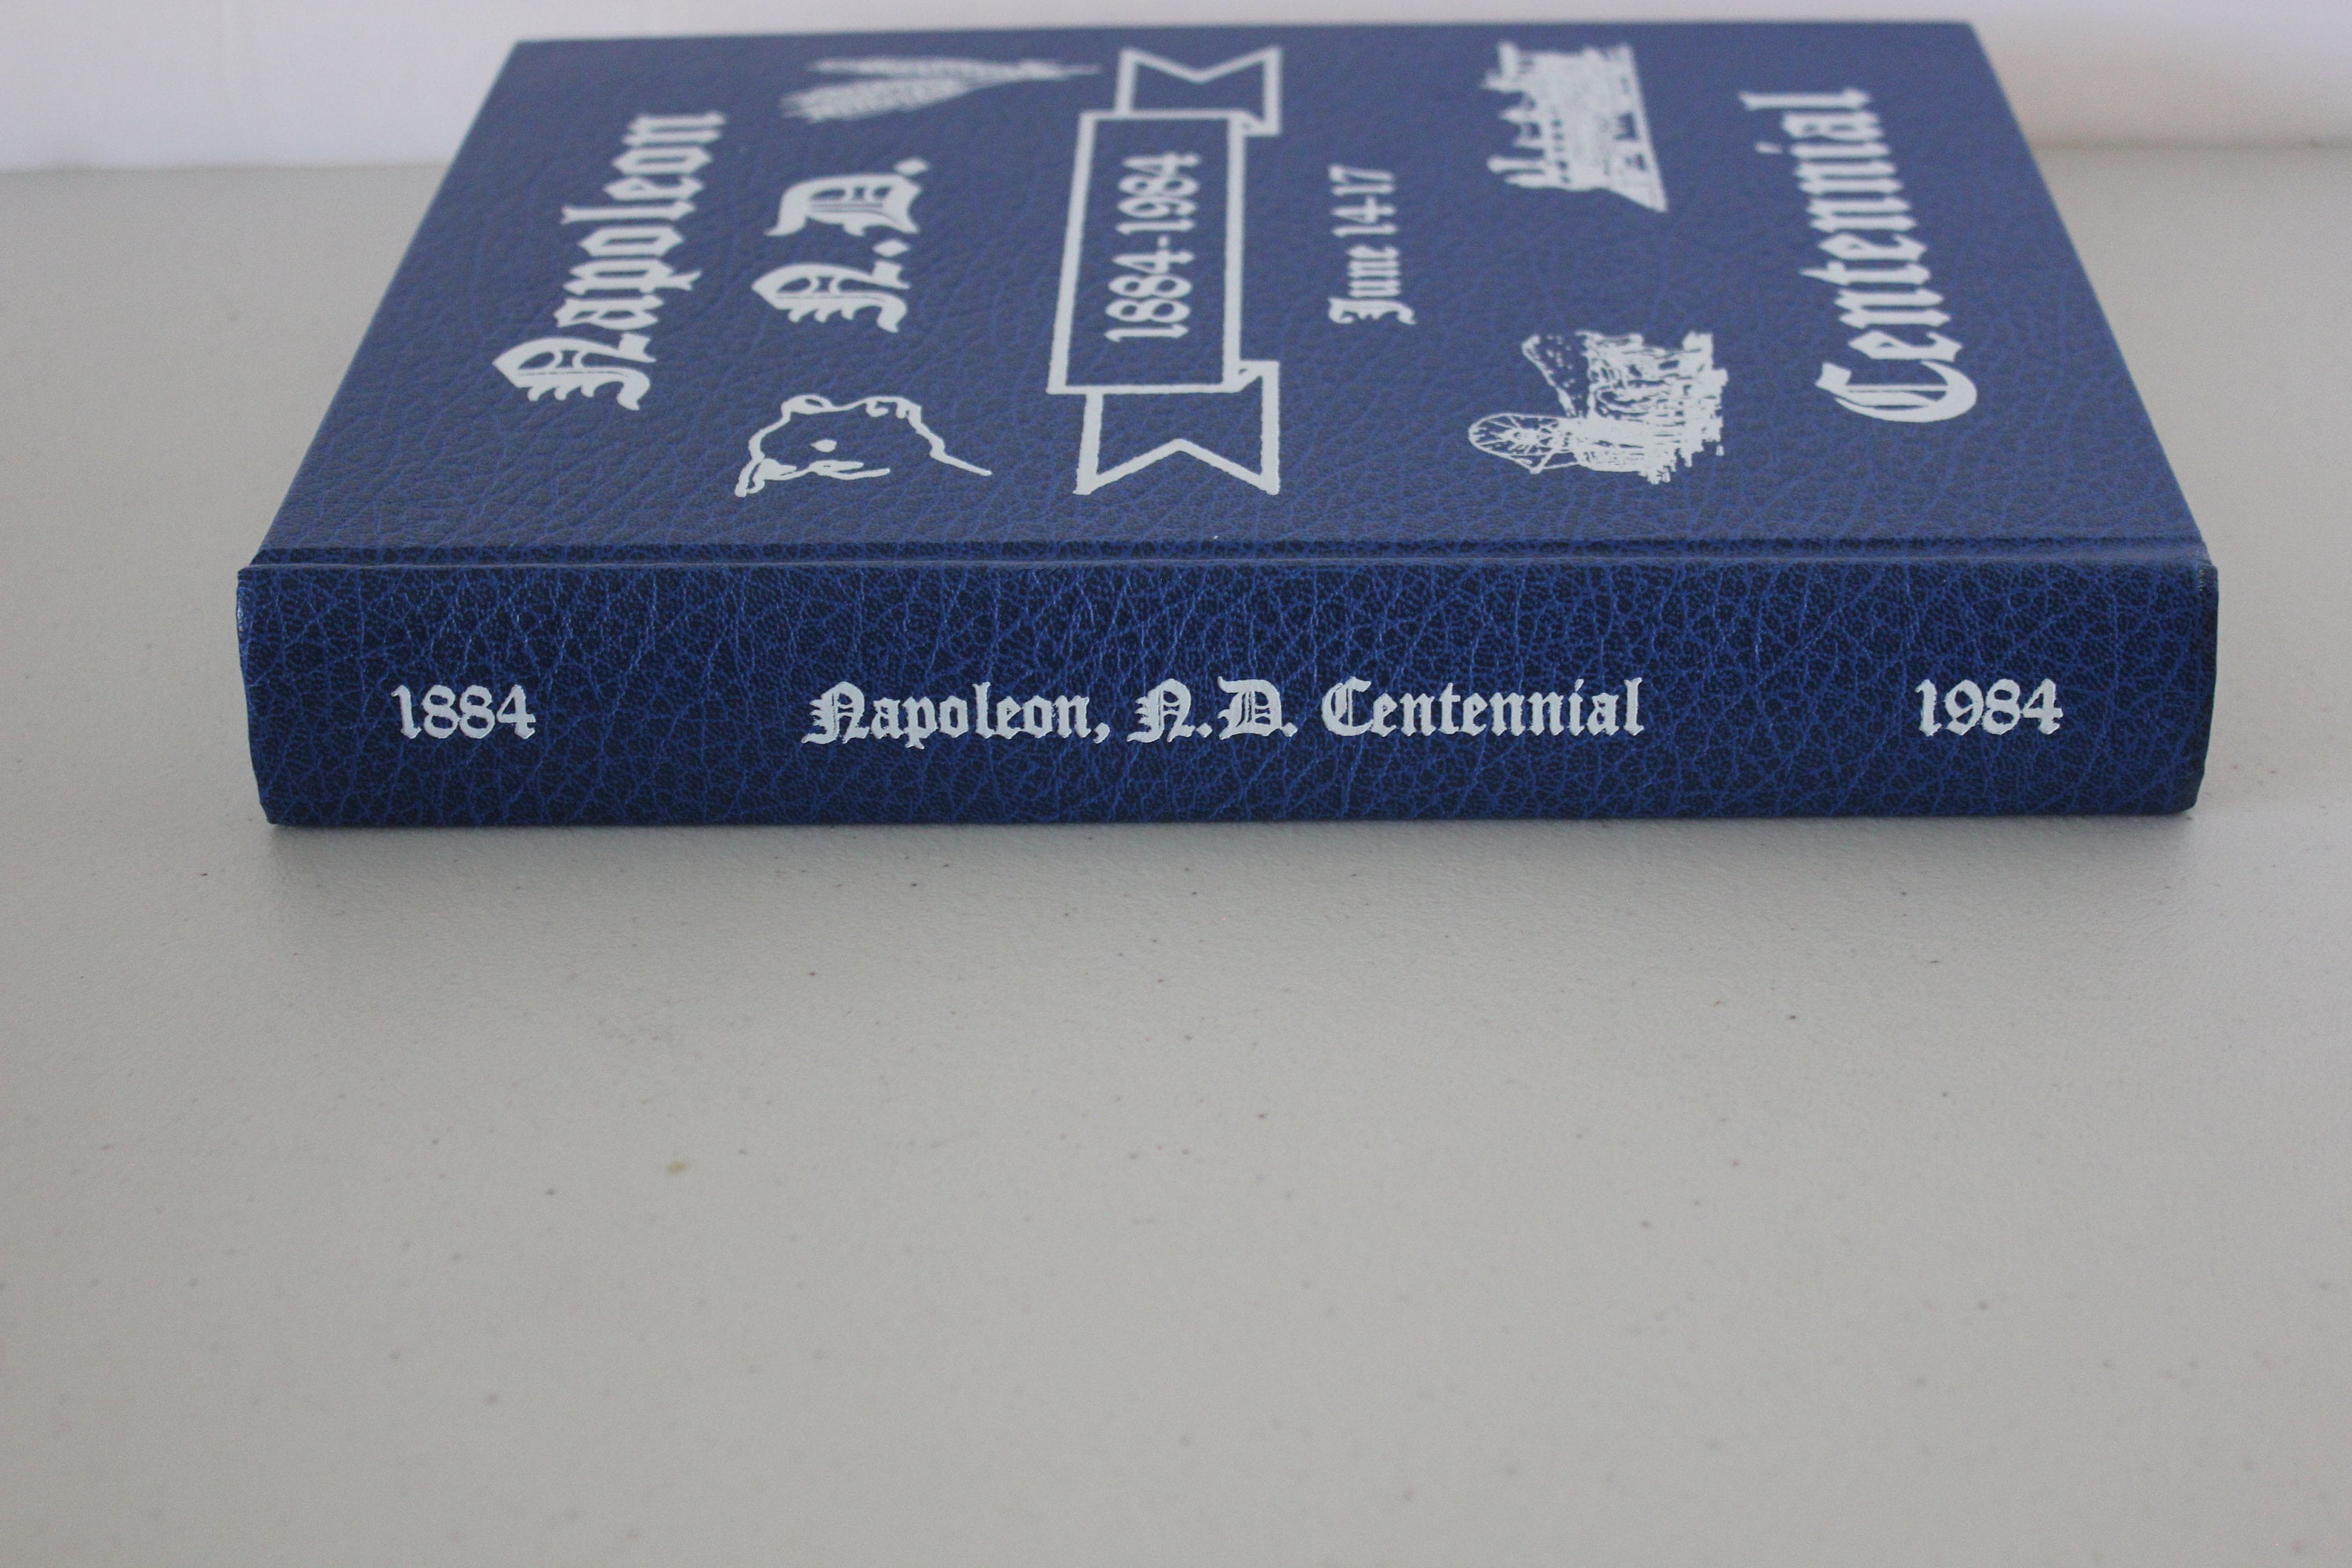 Napoleon
N.D.
1884-1984
June 14-17
Centennial
1884 Napoleon, N.D. Centennial 1984